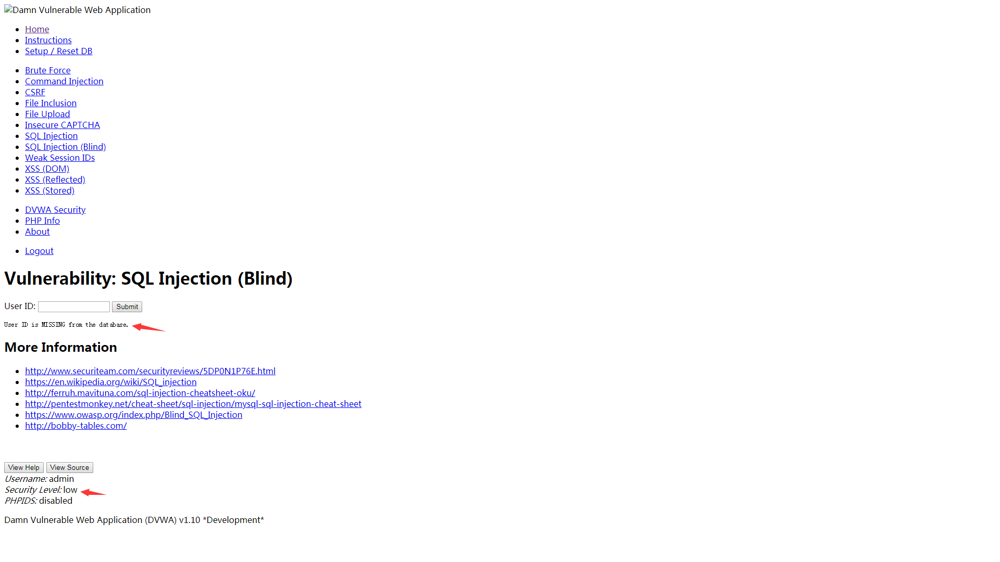 Damn Vulnerable Web Application
Home
Instructions
Setup / Reset DB
Brute Force
Command Injection
CSRF
File Inclusion
File Upload
Insecure CAPTCHA
SQL Injection
SQL Injection (Blind)
Weak Session IDs
XSS (DOM)
XSS (Reflected)
XSS (Stored)
DVWA Security
PHP Info
About
Logout
Vulnerability: SQL Injection (Blind)
User ID: Submit
User ID is MISSING from the database.
More Information
http://www.securiteam.com/securityreviews/5DP0N1P76E.html
https://en.wikipedia.org/wiki/SQL_injection
http://ferruh.mavituna.com/sql-injection-cheatsheet-oku/
http://pentestmonkey.net/cheat-sheet/sql-injection/mysql-sql-injection-cheat-sheet
https://www.owasp.org/index.php/Blind_SQL_Injection
http://bobby-tables.com/
View Help View Source
Username: admin
Security Level: low
PHPIDS: disabled
Damn Vulnerable Web Application (DVWA) v1.10 *Development*